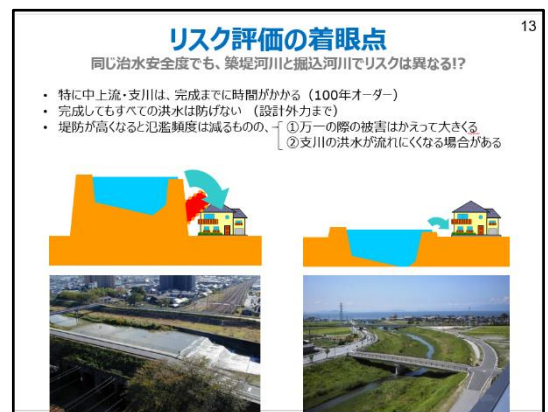 13
リスク評価の着眼点
同じ治水安全度でも、築堤河川と掘込河川でリスクは異なる!?
• 特に中上流・支川は、完成までに時間がかかる（100年オーダー）
• 完成してもすべての洪水は防げない （設計外力まで）
• 堤防が高くなると氾濫頻度は減るものの、 ①万一の際の被害はかえって大きくる
②支川の洪水が流れにくくなる場合がある